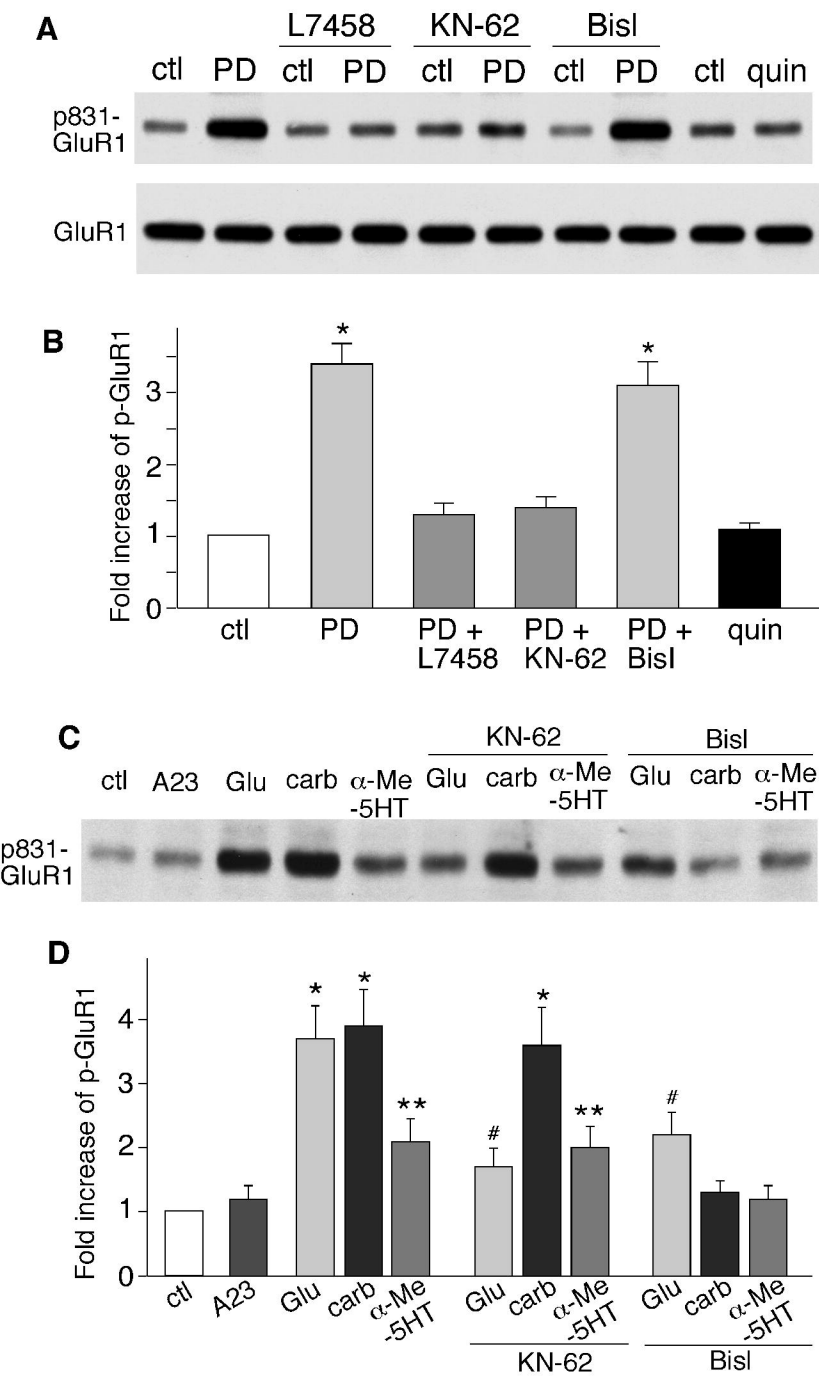 A
L7458 KN-62 BisI
ctl PD ctl PD ctl PD ctl PD ctl quin
p831-
GluR1
GluR1
B
Fold increase of p-GluR1
3
2
1
0
* *
ctl PD PD + PD + PD + quin
L7458 KN-62 BisI
C
KN-62 BisI
ctl A23 Glu carb α-Me Glu carb α-Me Glu carb α-Me
-5HT -5HT -5HT
p831-
GluR1
D
Fold increase of p-GluR1
4
3
2
1
0
* * ** # * ** #
ctl A23 Glu carb α-Me Glu carb α-Me Glu carb α-Me
-5HT -5HT -5HT
KN-62 BisI